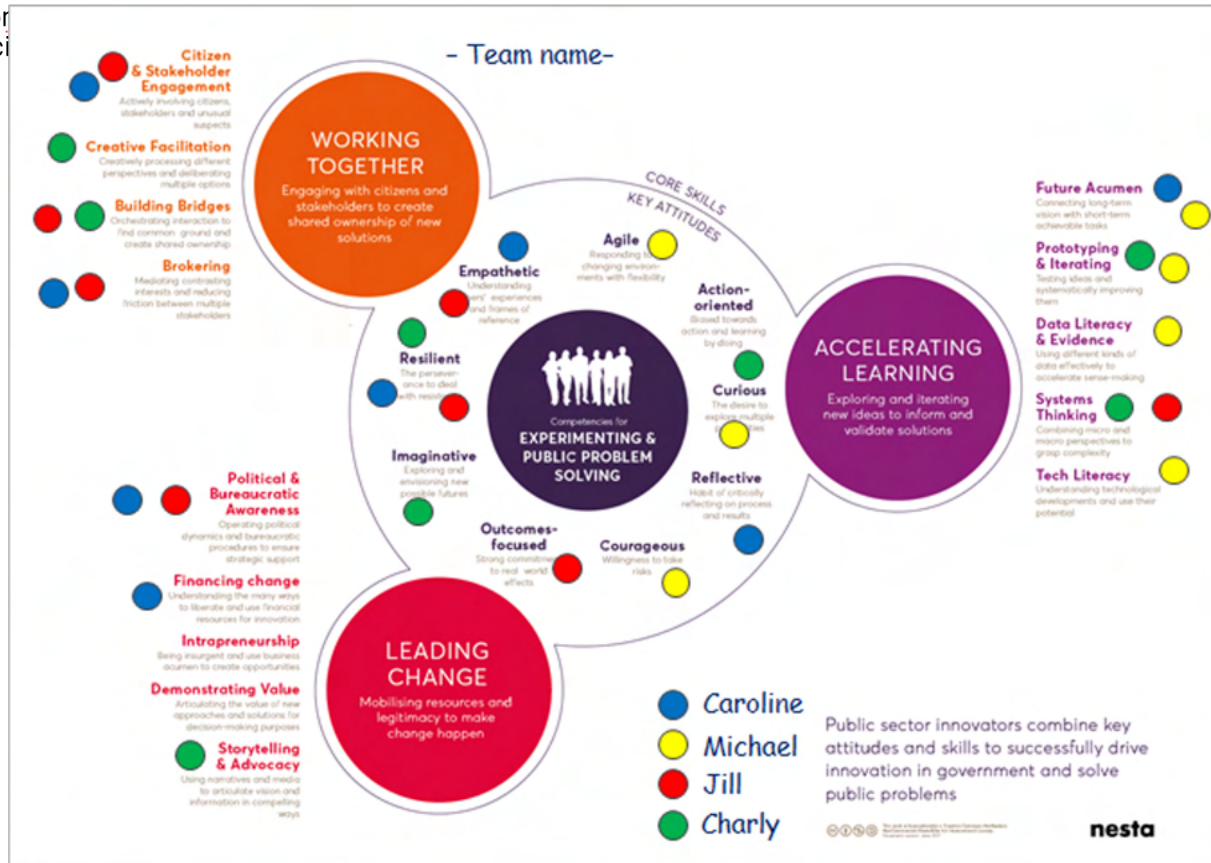 - Team name-
Citizen
& Stakeholder
Engagement
Actively involving citizens,
stakeholders and unusual
suspects
Creative Facilitation
Creatively processing different
perspectives and deliberating
multiple options
Building Bridges
Orchestrating interaction to
find common ground and
create shared ownership
Brokering
Mediating contrasting
interests and reducing
friction between multiple
stakeholders
WORKING
TOGETHER
Engaging with citizens and
stakeholders to create
shared ownership of new
solutions
CORE SKILLS
KEY ATTITUDES
Empathetic
Understanding
experiences
and frames of
reference
Agile
Responding to
changing environ-
ments with flexibility
Action-
oriented
Biased towards
action and learning
by doing
Resilient
The persever-
ance to deal
with
Curious
The desire to
explore multiple
Imaginative
Exploring and
envisioning new
possible futures
Reflective
Habit of critically
reflecting on process
and results
Outcomes-
focused
Strong
to real world
effects
Courageous
Willingness to take
risks
Competencies for
EXPERIMENTING &
PUBLIC PROBLEM
SOLVING
ACCELERATING
LEARNING
Exploring and iterating
new ideas to inform and
validate solutions
Future Acumen
Connecting long-term
vision with short-term
achievable tasks
Prototyping
& Iterating
Testing ideas and
systematically improving
them
Data Literacy
& Evidence
Using different kinds of
data effectively to
accelerate sense-making
Systems
Thinking
Combining micro and
macro perspectives to
grasp complexity
Tech Literacy
Understanding technological
developments and use their
potential
Political &
Bureaucratic
Awareness
Operating political
dynamics and bureaucratic
procedures to ensure
strategic support
Financing change
Understanding the many ways
to liberate and use financial
resources for innovation
Intrapreneurship
Being insurgent and use business
acumen to create opportunities
Demonstrating Value
Articulating the value of new
approaches and solutions for
decision-making purposes
Storytelling
& Advocacy
Using narratives and media
to articulate vision and
information in compelling
ways
LEADING
CHANGE
Mobilising resources and
legitimacy to make
change happen
Caroline
Michael
Jill
Charly
Public sector innovators combine key
attitudes and skills to successfully drive
innovation in government and solve
public problems
nesta